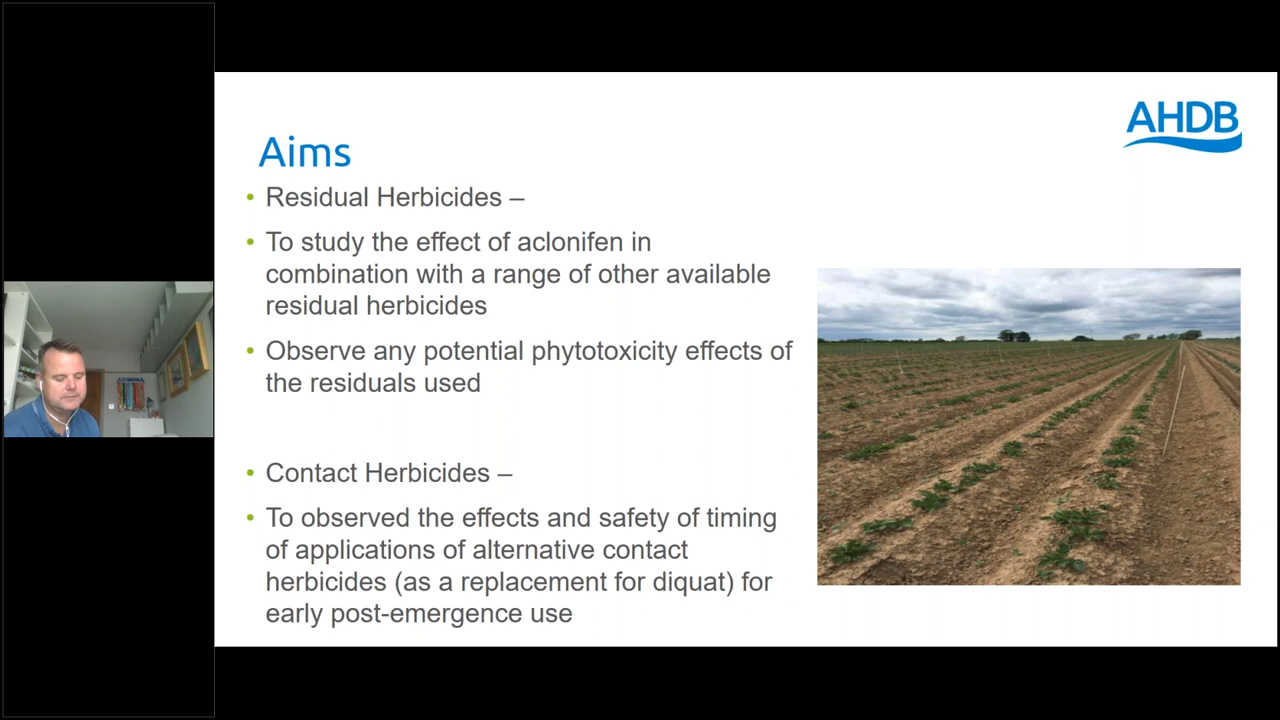 AHDB
Aims
• Residual Herbicides –
• To study the effect of aclonifen in
combination with a range of other available
residual herbicides
• Observe any potential phytotoxicity effects of
the residuals used
• Contact Herbicides –
• To observed the effects and safety of timing
of applications of alternative contact
herbicides (as a replacement for diquat) for
early post-emergence use